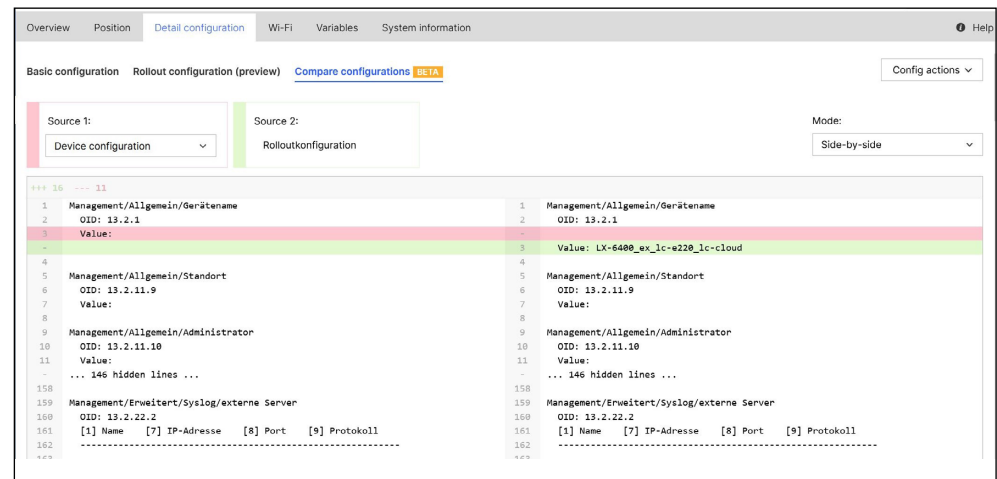 Overview Position Detail configuration Wi-Fi Variables System information Help
Basic configuration Rollout configuration (preview) Compare configurations BETA Config actions
Source 1: Source 2: Mode:
Device configuration Rolloutkonfiguration Side-by-side
+++ 16 --- 11
1 Management/Allgemein/Gerätename 1 Management/Allgemein/Gerätename
2 OID: 13.2.1 2 OID: 13.2.1
3 Value: -
- 3 Value: LX-6400_ex_lc-e220_lc-cloud
4 4
5 Management/Allgemein/Standort 5 Management/Allgemein/Standort
6 OID: 13.2.11.9 6 OID: 13.2.11.9
7 Value: 7 Value:
8 8
9 Management/Allgemein/Administrator 9 Management/Allgemein/Administrator
10 OID: 13.2.11.10 10 OID: 13.2.11.10
11 Value: 11 Value:
- ... 146 hidden lines ... - ... 146 hidden lines ...
158 158
159 Management/Erweitert/Syslog/externe Server 159 Management/Erweitert/Syslog/externe Server
160 OID: 13.2.22.2 160 OID: 13.2.22.2
161 [1] Name [7] IP-Adresse [8] Port [9] Protokoll 161 [1] Name [7] IP-Adresse [8] Port [9] Protokoll
162 ---------------------------------------------------------- 162 ----------------------------------------------------------